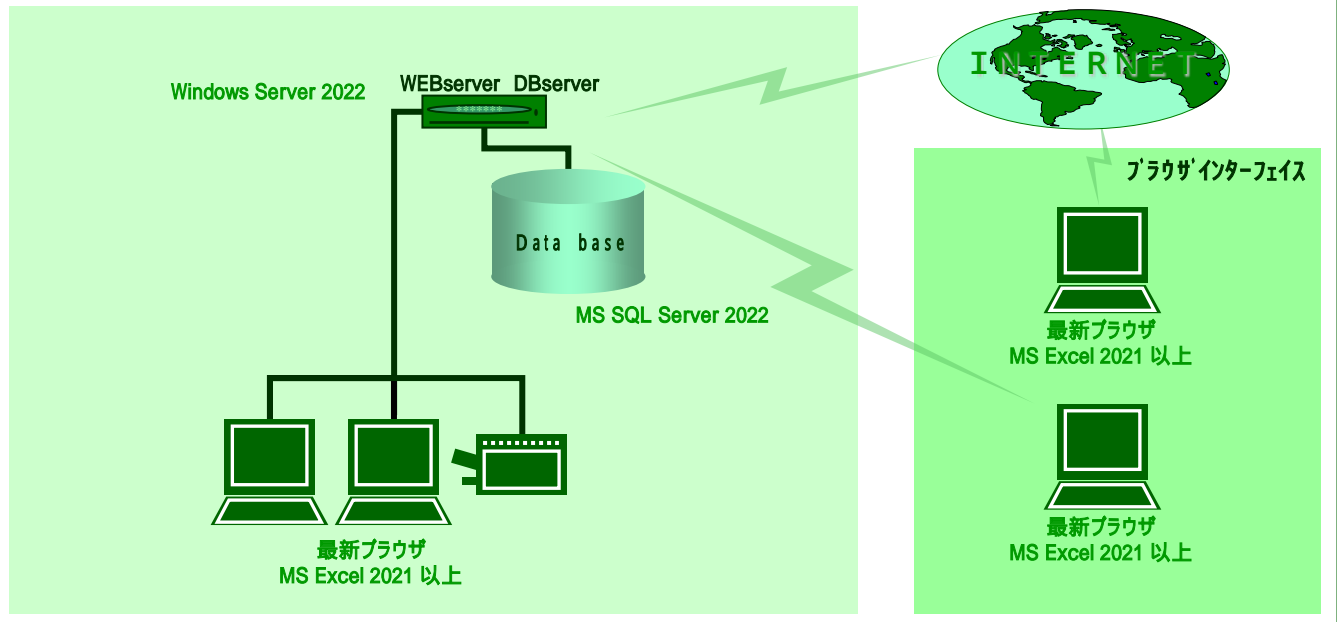 INTERNET
WEBserver DBserver
Windows Server 2022
ブラウザインターフェイス
Data base
MS SQL Server 2022
最新ブラウザ
MS Excel 2021 以上
最新ブラウザ
MS Excel 2021 以上
最新ブラウザ
MS Excel 2021 以上